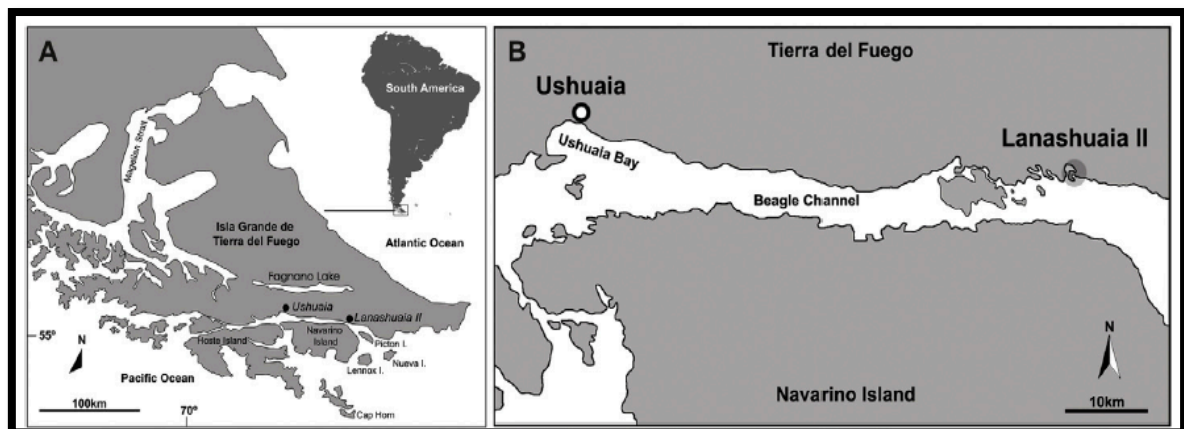 A
South America
Magellan Strait
Isla Grande de
Tierra del Fuego
Atlantic Ocean
Fagnano Lake
Ushuaia
Lanashuaia II
Hoste Island
Navarino
Island
Picton I.
Nueva I.
Lennox I.
55º
N
Pacific Ocean
100km
70º
Cap Horn
B
Tierra del Fuego
Ushuaia
Ushuaia Bay
Lanashuaia II
Beagle Channel
N
Navarino Island
10km